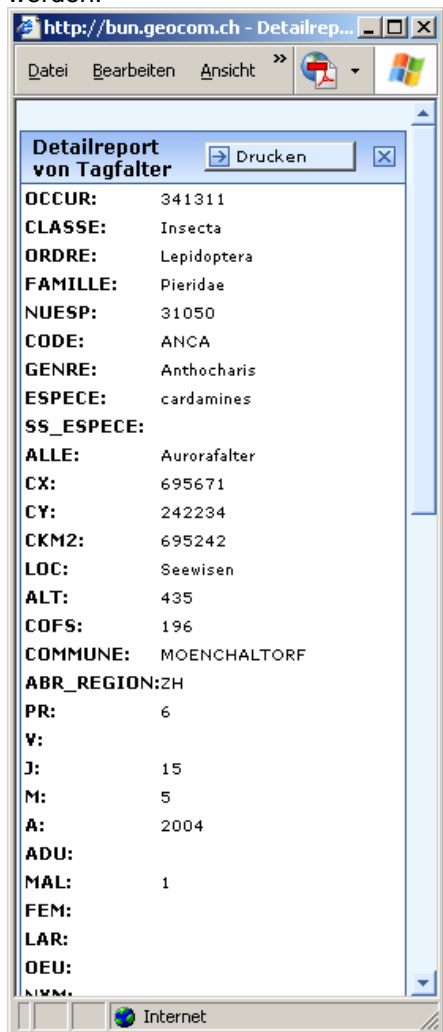 http://bun.geocom.ch - Detailrep...
Datei Bearbeiten Ansicht »
Detailreport von Tagfalter
Drucken
OCCUR: 341311
CLASSE: Insecta
ORDRE: Lepidoptera
FAMILLE: Pieridae
NUESP: 31050
CODE: ANCA
GENRE: Anthocharis
ESPECE: cardamines
SS_ESPECE:
ALLE: Aurorafalter
CX: 695671
CY: 242234
CKM2: 695242
LOC: Seewisen
ALT: 435
COFS: 196
COMMUNE: MOENCHALTORF
ABR_REGION:ZH
PR: 6
V:
J: 15
M: 5
A: 2004
ADU:
MAL: 1
FEM:
LAR:
OEU:
Internet